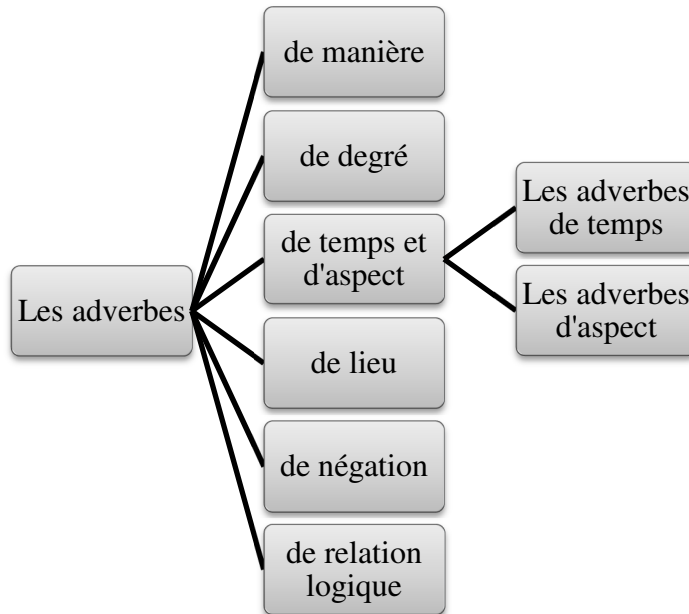 Les adverbes
de manière
de degré
de temps et
d'aspect
de lieu
de négation
de relation
logique
Les adverbes
de temps
Les adverbes
d'aspect